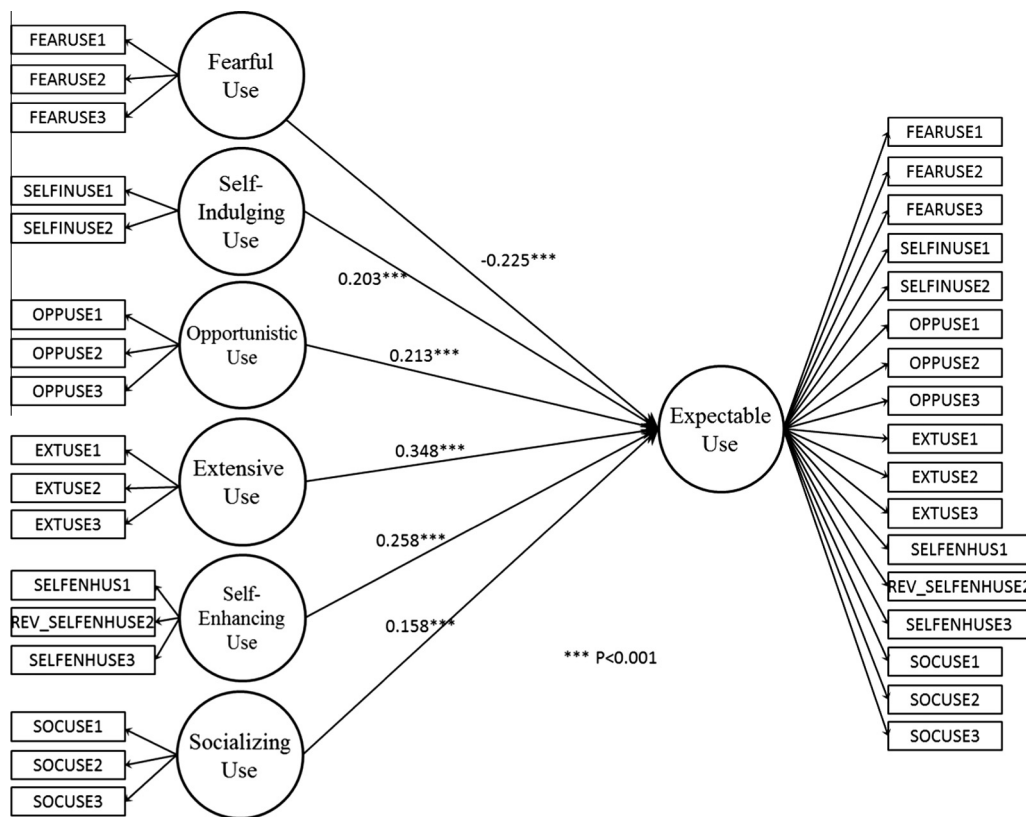 FEARUSE1
FEARUSE2
FEARUSE3
Fearful
Use
SELFINUSE1
SELFINUSE2
Self-
Indulging
Use
OPPUSE1
OPPUSE2
OPPUSE3
Opportunistic
Use
EXTUSE1
EXTUSE2
EXTUSE3
Extensive
Use
SELFENHUS1
REV_SELFENHUSE2
SELFENHUSE3
Self-
Enhancing
Use
SOCUSE1
SOCUSE2
SOCUSE3
Socializing
Use
-0.225***
0.203***
0.213***
0.348***
0.258***
0.158***
*** P<0.001
Expectable
Use
FEARUSE1
FEARUSE2
FEARUSE3
SELFINUSE1
SELFINUSE2
OPPUSE1
OPPUSE2
OPPUSE3
EXTUSE1
EXTUSE2
EXTUSE3
SELFENHUS1
REV_SELFENHUSE2
SELFENHUSE3
SOCUSE1
SOCUSE2
SOCUSE3